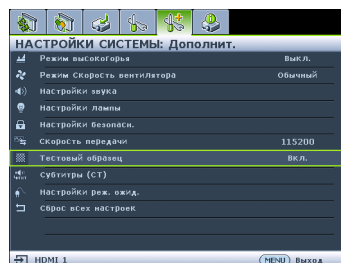 НАСТРОЙКИ СИСТЕМЫ: Дополнит.
Режим высокогорья Выкл.
Режим Скорость вентилятора Обычный
Настройки звука
Настройки лампы
Настройки безопасн.
Скорость передачи 115200
Тестовый образец Вкл.
Субтитры (СТ)
Настройки реж. ожид.
Сброс всех настроек
HDMI 1 MENU Выход